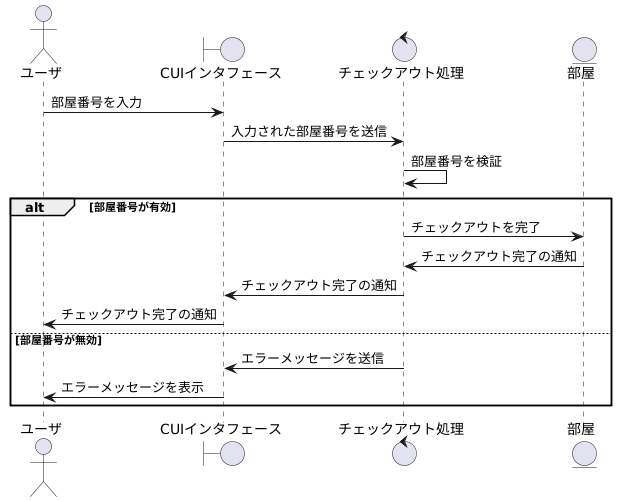 ユーザ
CUIインタフェース
チェックアウト処理
部屋
部屋番号を入力
入力された部屋番号を送信
部屋番号を検証
alt [部屋番号が有効]
チェックアウトを完了
チェックアウト完了の通知
チェックアウト完了の通知
チェックアウト完了の通知
[部屋番号が無効]
エラーメッセージを送信
エラーメッセージを表示
ユーザ
CUIインタフェース
チェックアウト処理
部屋